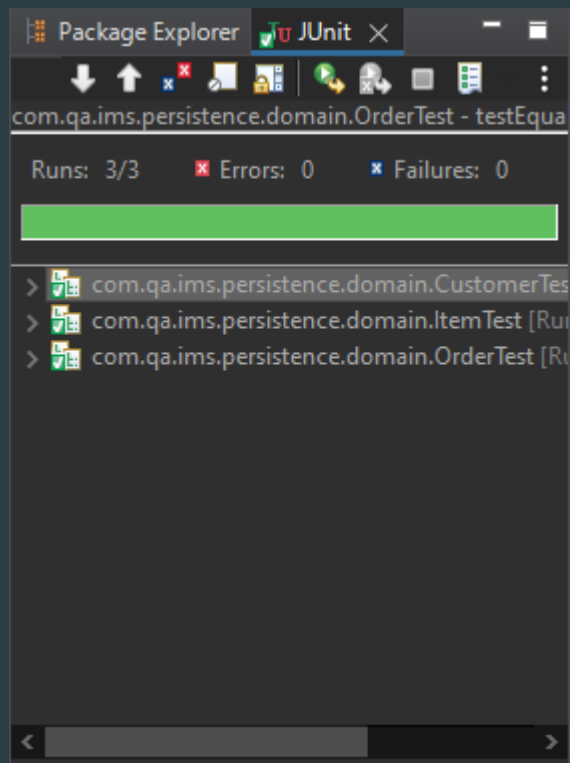 Package Explorer JUnit
com.qa.ims.persistence.domain.OrderTest - testEqua
Runs: 3/3 Errors: 0 Failures: 0
com.qa.ims.persistence.domain.CustomerTes
com.qa.ims.persistence.domain.ItemTest [Ru
com.qa.ims.persistence.domain.OrderTest [Ru